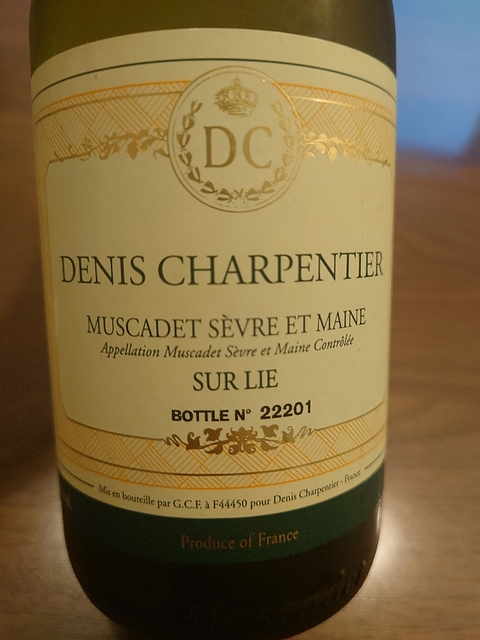 DC
DENIS CHARPENTIER
MUSCADET SÈVRE ET MAINE
Appellation Muscadet Sèvre et Maine Contrôlée
SUR LIE
BOTTLE N° 22201
Mis en bouteille par G.C.F. à F44450 pour Denis Charpentier - France
Produce of France